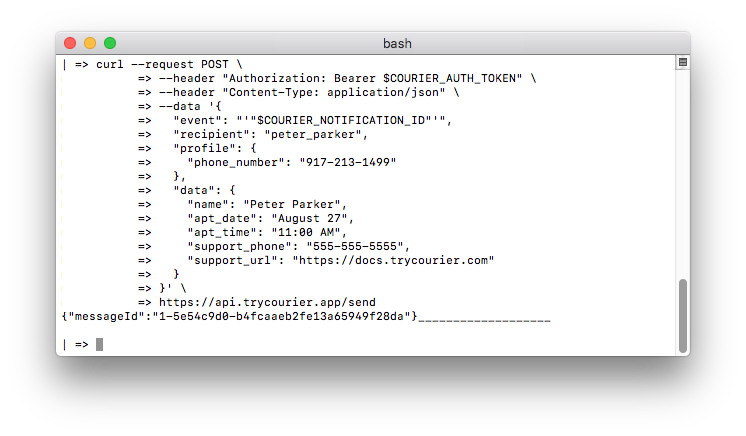 bash
| => curl --request POST \
=> --header "Authorization: Bearer $COURIER_AUTH_TOKEN" \
=> --header "Content-Type: application/json" \
=> --data '{
=>   "event": "'"$COURIER_NOTIFICATION_ID"'",
=>   "recipient": "peter_parker",
=>   "profile": {
=>     "phone_number": "917-213-1499"
=>   },
=>   "data": {
=>     "name": "Peter Parker",
=>     "apt_date": "August 27",
=>     "apt_time": "11:00 AM",
=>     "support_phone": "555-555-5555",
=>     "support_url": "https://docs.trycourier.com"
=>   }
=> }' \
=> https://api.trycourier.app/send
{"messageId":"1-5e54c9d0-b4fcaaeb2fe13a65949f28da"}___________________
| =>